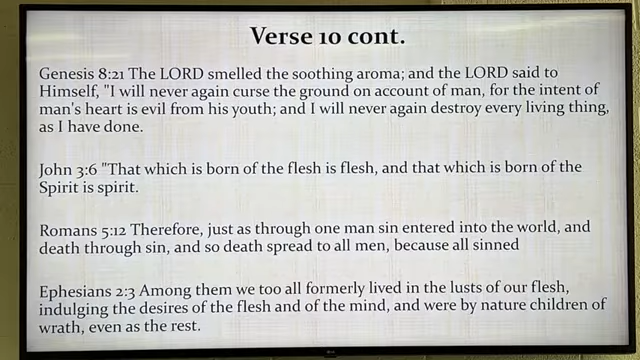 Verse 10 cont.
Genesis 8:21 The LORD smelled the soothing aroma; and the LORD said to
Himself, "I will never again curse the ground on account of man, for the intent of
man's heart is evil from his youth; and I will never again destroy every living thing,
as I have done.
John 3:6 "That which is born of the flesh is flesh, and that which is born of the
Spirit is spirit.
Romans 5:12 Therefore, just as through one man sin entered into the world, and
death through sin, and so death spread to all men, because all sinned
Ephesians 2:3 Among them we too all formerly lived in the lusts of our flesh,
indulging the desires of the flesh and of the mind, and were by nature children of
wrath, even as the rest.